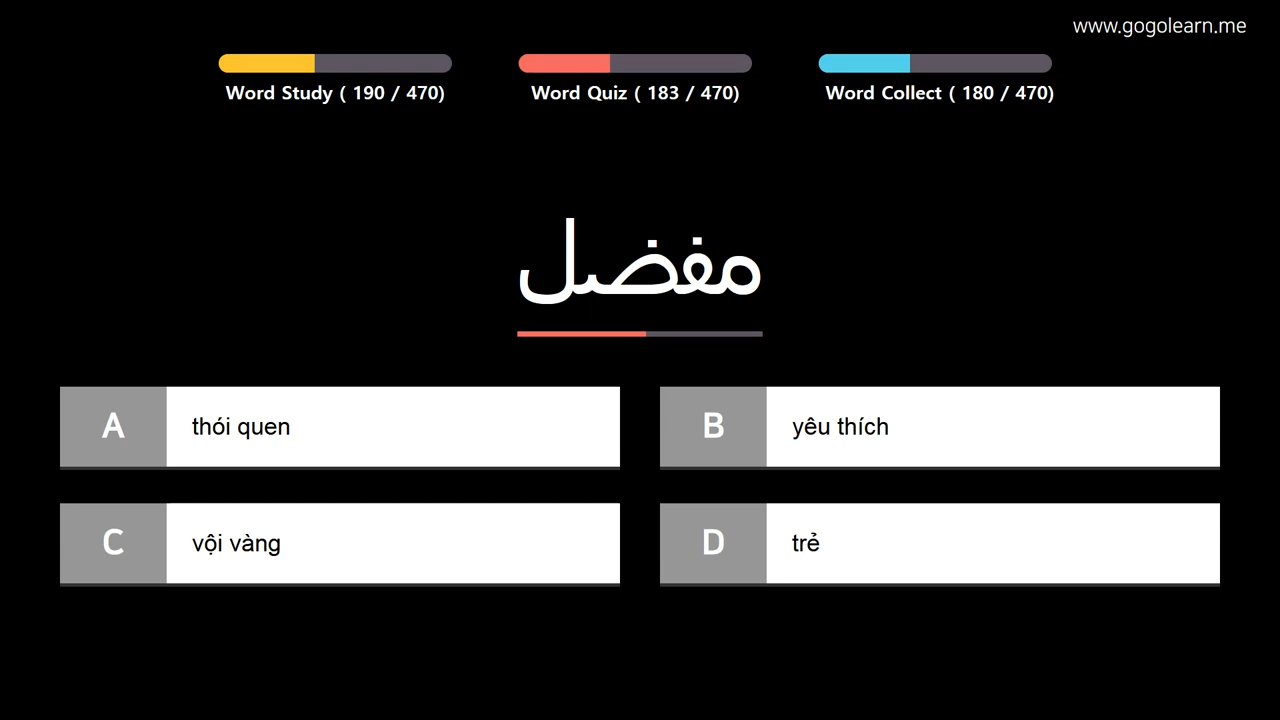 www.gogolearn.me
Word Study ( 190 / 470)
Word Quiz ( 183 / 470)
Word Collect ( 180 / 470)
مفضل
A thói quen
B yêu thích
C vội vàng
D trẻ